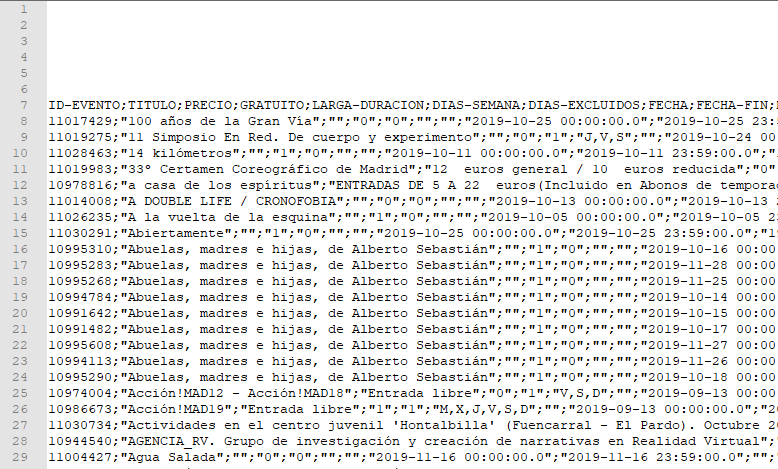 1
2
3
4
5
6
7 ID-EVENTO;TITULO;PRECIO;GRATUITO;LARGA-DURACION;DIAS-SEMANA;DIAS-EXCLUIDOS;FECHA;FECHA-FIN;
8 11017429;"100 años de la Gran Vía";"";"0";"0";"";"";"2019-10-25 00:00:00.0";"2019-10-25 23:5
9 11019275;"11 Simposio En Red. De cuerpo y experimento";"";"0";"1";"J,V,S";"";"2019-10-24 00
10 11028463;"14 kilómetros";"";"1";"0";"";"";"2019-10-11 00:00:00.0";"2019-10-11 23:59:00.0";"
11 11019983;"33º Certamen Coreográfico de Madrid";"12  euros general / 10  euros reducida";"0"
12 10978816;"a casa de los espíritus";"ENTRADAS DE 5 A 22  euros(Incluido en Abonos de tempora
13 11014008;"A DOUBLE LIFE / CRONOFOBIA";"";"0";"0";"";"";"2019-10-13 00:00:00.0";"2019-10-13 2
14 11026235;"A la vuelta de la esquina";"";"1";"0";"";"";"2019-10-05 00:00:00.0";"2019-10-05 23
15 11030291;"Abiertamente";"";"1";"0";"";"";"2019-10-25 00:00:00.0";"2019-10-25 23:59:00.0";"19
16 10995310;"Abuelas, madres e hijas, de Alberto Sebastián";"";"1";"0";"";"";"2019-10-16 00:00
17 10995283;"Abuelas, madres e hijas, de Alberto Sebastián";"";"1";"0";"";"";"2019-11-28 00:00
18 10995268;"Abuelas, madres e hijas, de Alberto Sebastián";"";"1";"0";"";"";"2019-11-25 00:00
19 10994784;"Abuelas, madres e hijas, de Alberto Sebastián";"";"1";"0";"";"";"2019-10-14 00:00
20 10991642;"Abuelas, madres e hijas, de Alberto Sebastián";"";"1";"0";"";"";"2019-10-15 00:00
21 10991482;"Abuelas, madres e hijas, de Alberto Sebastián";"";"1";"0";"";"";"2019-10-17 00:00
22 10995608;"Abuelas, madres e hijas, de Alberto Sebastián";"";"1";"0";"";"";"2019-11-27 00:00
23 10994113;"Abuelas, madres e hijas, de Alberto Sebastián";"";"1";"0";"";"";"2019-11-26 00:00
24 10995290;"Abuelas, madres e hijas, de Alberto Sebastián";"";"1";"0";"";"";"2019-10-18 00:00
25 10974004;"Acción!MAD12 - Acción!MAD18";"Entrada libre";"0";"1";"V,S,D";"";"2019-09-13 00:00
26 10986673;"Acción!MAD19";"Entrada libre";"1";"1";"M,X,J,V,S,D";"";"2019-09-13 00:00:00.0";"20
27 11030734;"Actividades en el centro juvenil 'Hontalbilla' (Fuencarral - El Pardo). Octubre 20
28 10944540;"AGENCIA_RV. Grupo de investigación y creación de narrativas en Realidad Virtual";"
29 11004427;"Agua Salada";"";"0";"0";"";"";"2019-11-16 00:00:00.0";"2019-11-16 23:59:00.0";"";